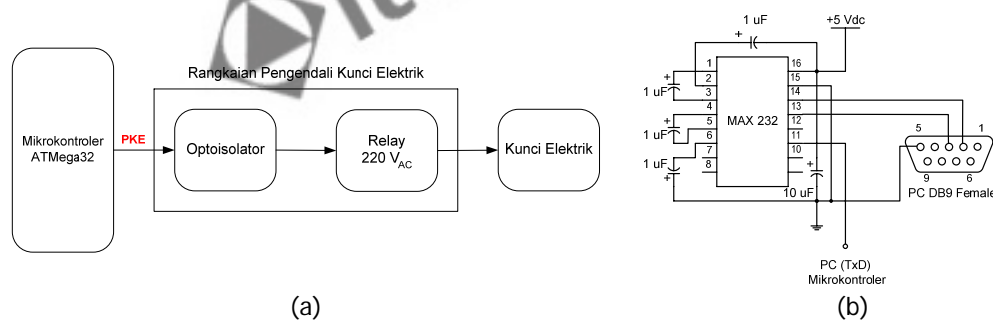 Rangkaian Pengendali Kunci Elektrik
Mikrokontroler
ATMega32
PKE
Optoisolator
Relay
220 VAC
Kunci Elektrik
(a)
1 uF
+5 Vdc
+
1
2
3
4
5
6
7
8
16
15
14
13
12
11
10
MAX 232
+
1 uF
+
1 uF
1 uF
+
+
10 uF
5
1
9
6
PC DB9 Female
PC (TxD)
Mikrokontroler
(b)